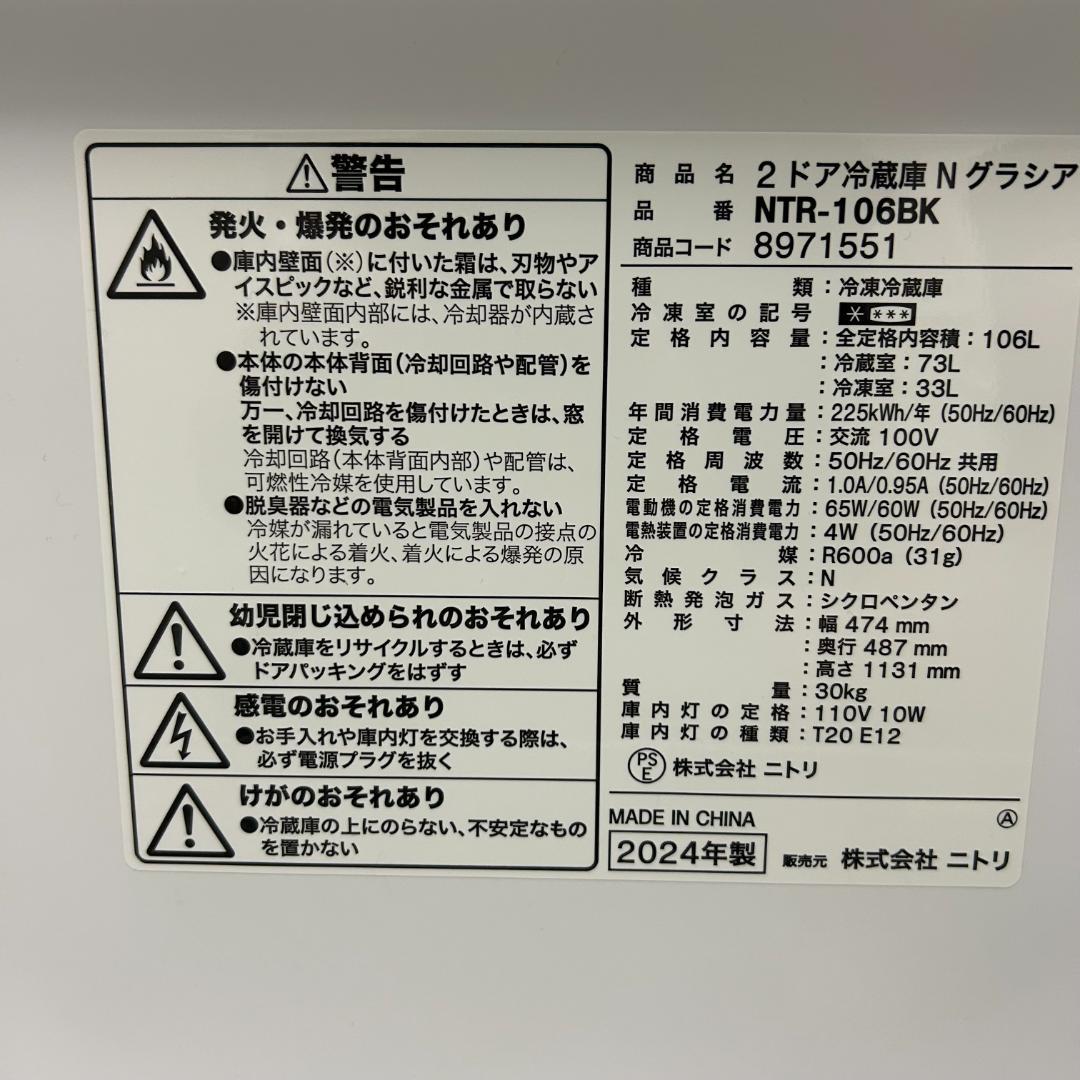 警告
発火・爆発のおそれあり
●庫内壁面（※）に付いた霜は、刃物やア
イスピックなど、鋭利な金属で取らない
※庫内壁面内部には、冷却器が内蔵さ
れています。
●本体の本体背面（冷却回路や配管）を
傷付けない
万一、冷却回路を傷付けたときは、窓
を開けて換気する
冷却回路（本体背面内部）や配管は、
可燃性冷媒を使用しています。
●脱臭器などの電気製品を入れない
冷媒が漏れていると電気製品の接点の
火花による着火、着火による爆発の原
因になります。
幼児閉じ込められのおそれあり
●冷蔵庫をリサイクルするときは、必ず
ドアパッキングをはずす
感電のおそれあり
●お手入れや庫内灯を交換する際は、
必ず電源プラグを抜く
けがのおそれあり
●冷蔵庫の上にのらない、不安定なもの
を置かない
商品名 2ドア冷蔵庫 N グラシア
品番 NTR-106BK
商品コード 8971551
種類：冷凍冷蔵庫
冷凍室の記号 * ***
定格内容量：全定格内容積：106L
：冷蔵室：73L
：冷凍室：33L
年間消費電力量：225kWh/年（50Hz/60Hz）
定格電圧：交流 100V
定格周波数：50Hz/60Hz 共用
定格電流：1.0A/0.95A（50Hz/60Hz）
電動機の定格消費電力：65W/60W（50Hz/60Hz）
電熱装置の定格消費電力：4W（50Hz/60Hz）
冷媒：R600a（31g）
気候クラス：N
断熱発泡ガス：シクロペンタン
外形寸法：幅 474 mm
：奥行 487 mm
：高さ 1131 mm
質量：30kg
庫内灯の定格：110V 10W
庫内灯の種類：T20 E12
PSE 株式会社 ニトリ
MADE IN CHINA Ⓐ
2024年製 販売元 株式会社 ニトリ